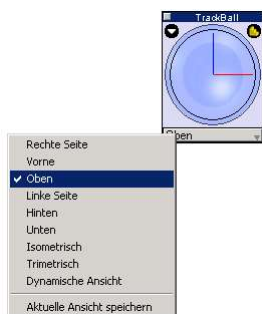 TrackBall
Oben
Rechte Seite
Vorne
Oben
Linke Seite
Hinten
Unten
Isometrisch
Trimetrisch
Dynamische Ansicht
Aktuelle Ansicht speichern